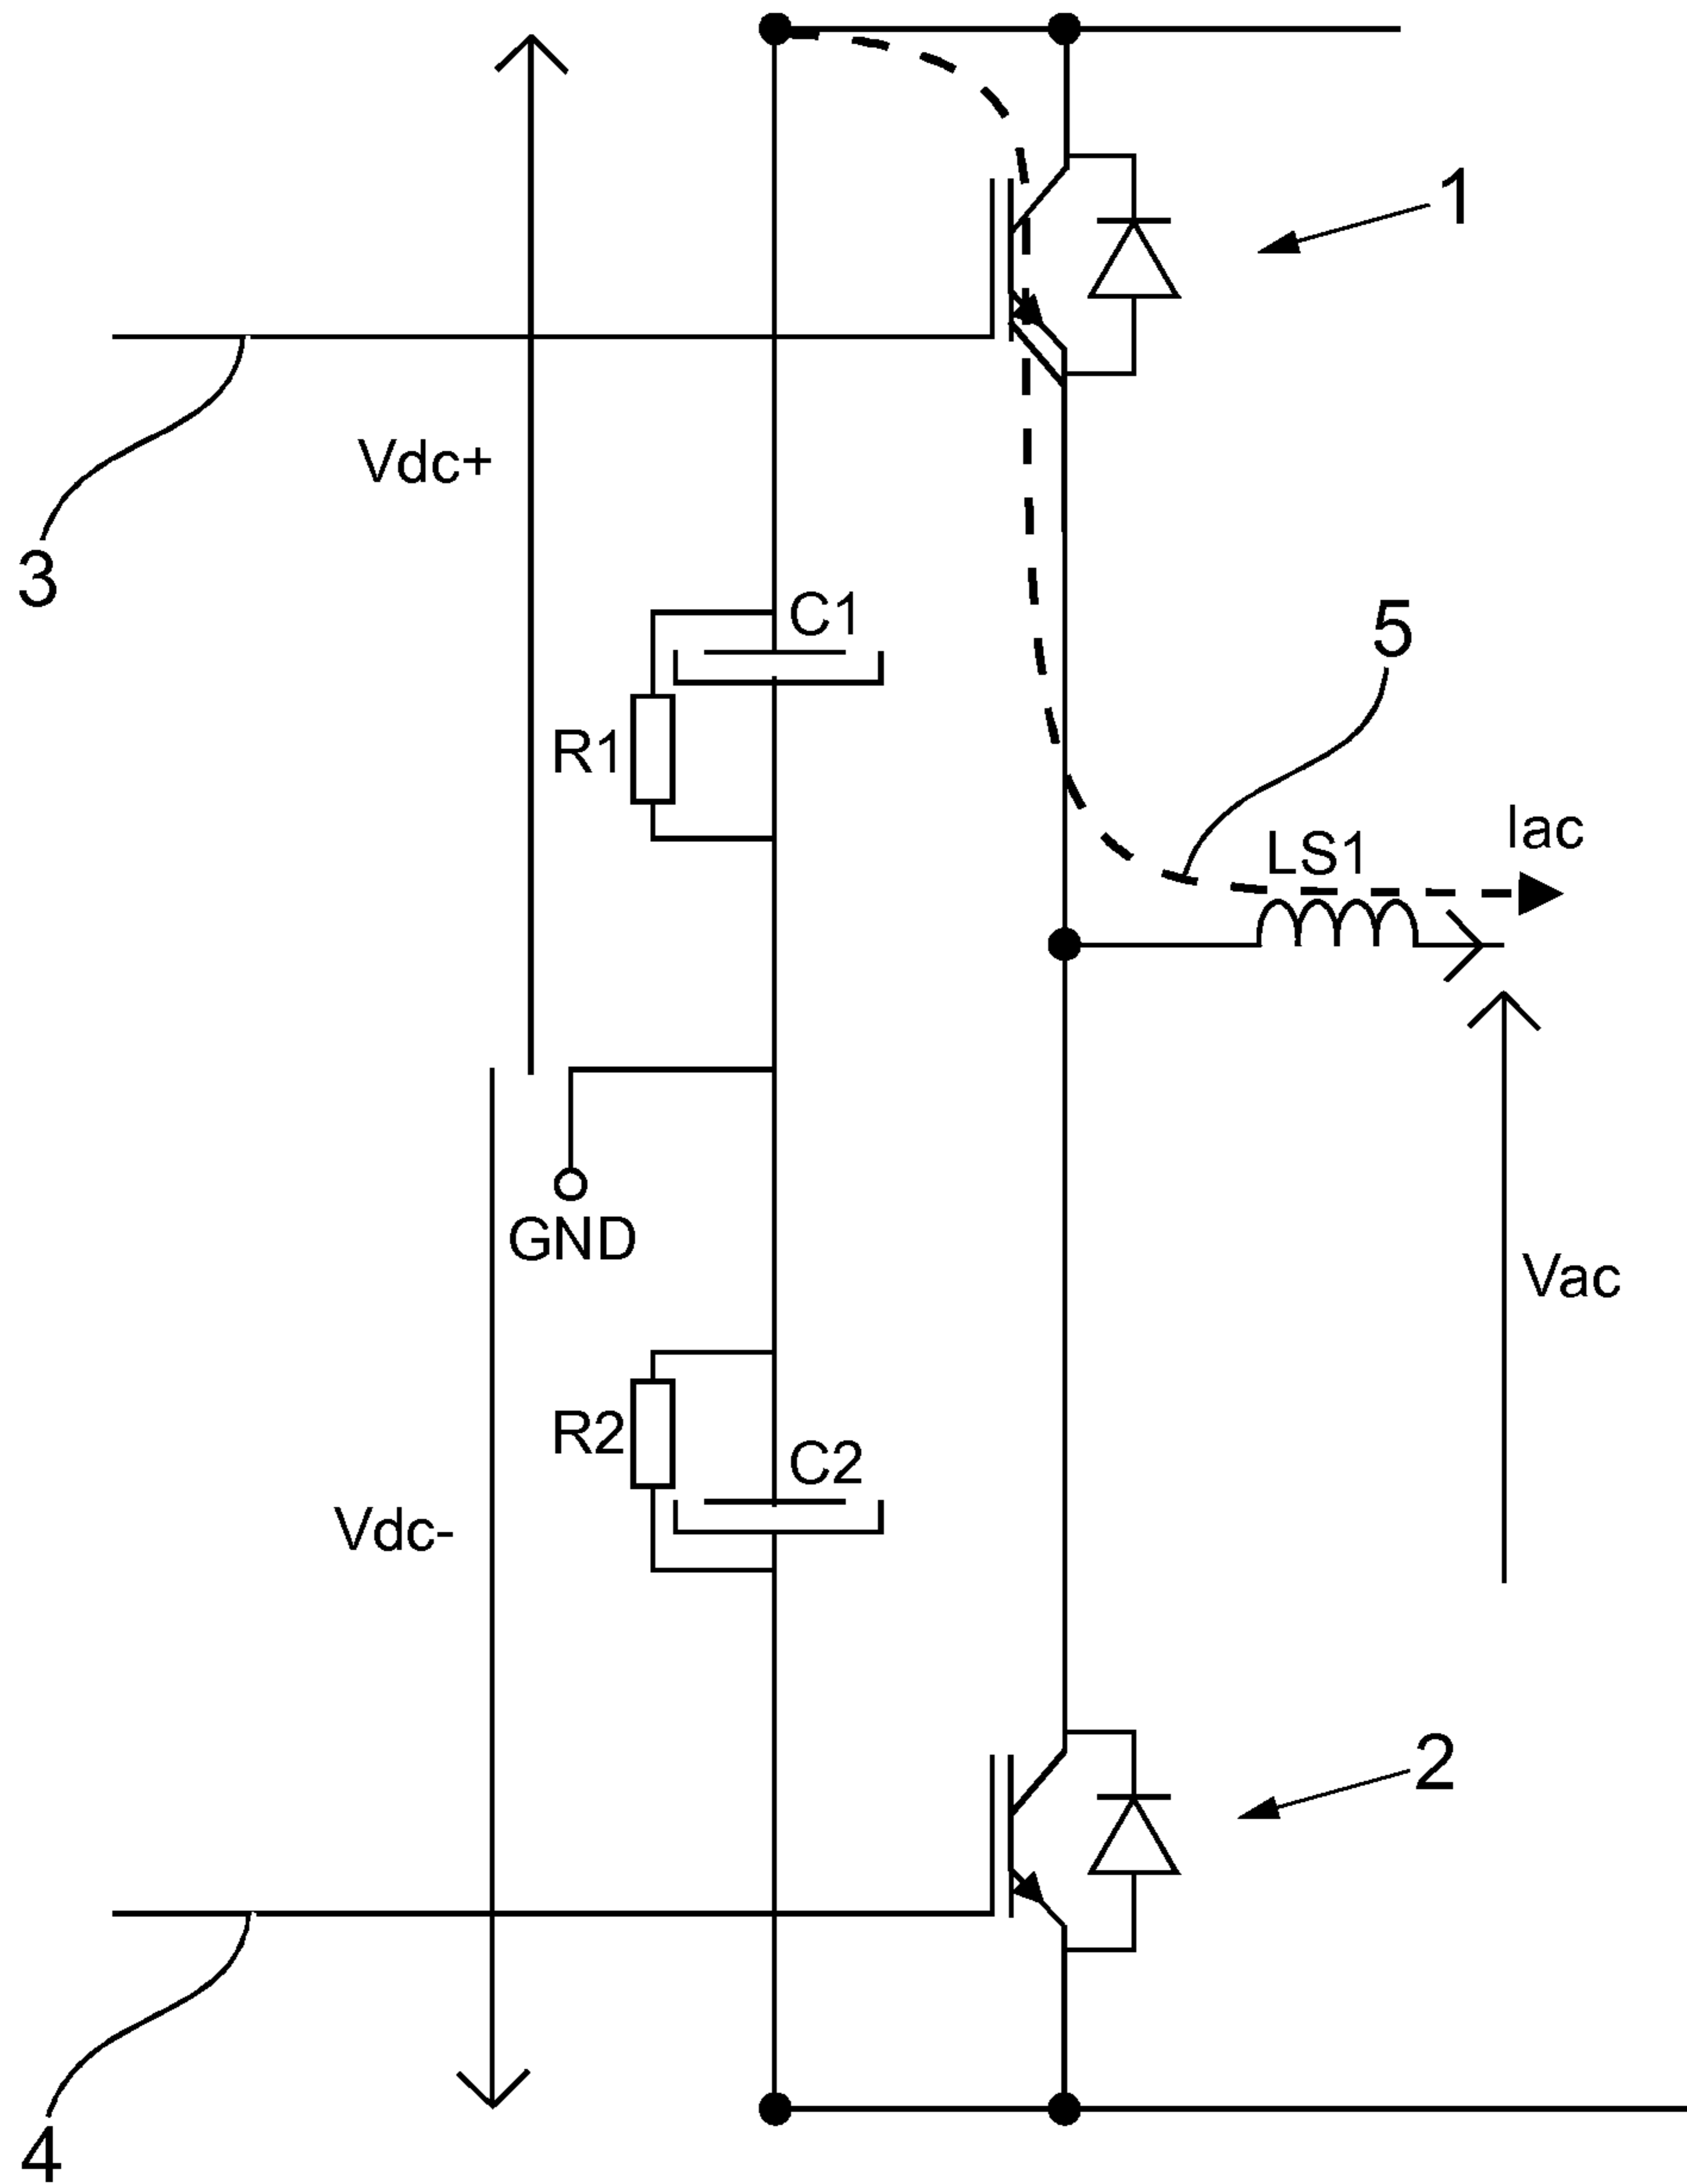 1
Vdc+
3
C1
5
R1
Iac
LS1
GND
Vac
R2
C2
Vdc-
2
4